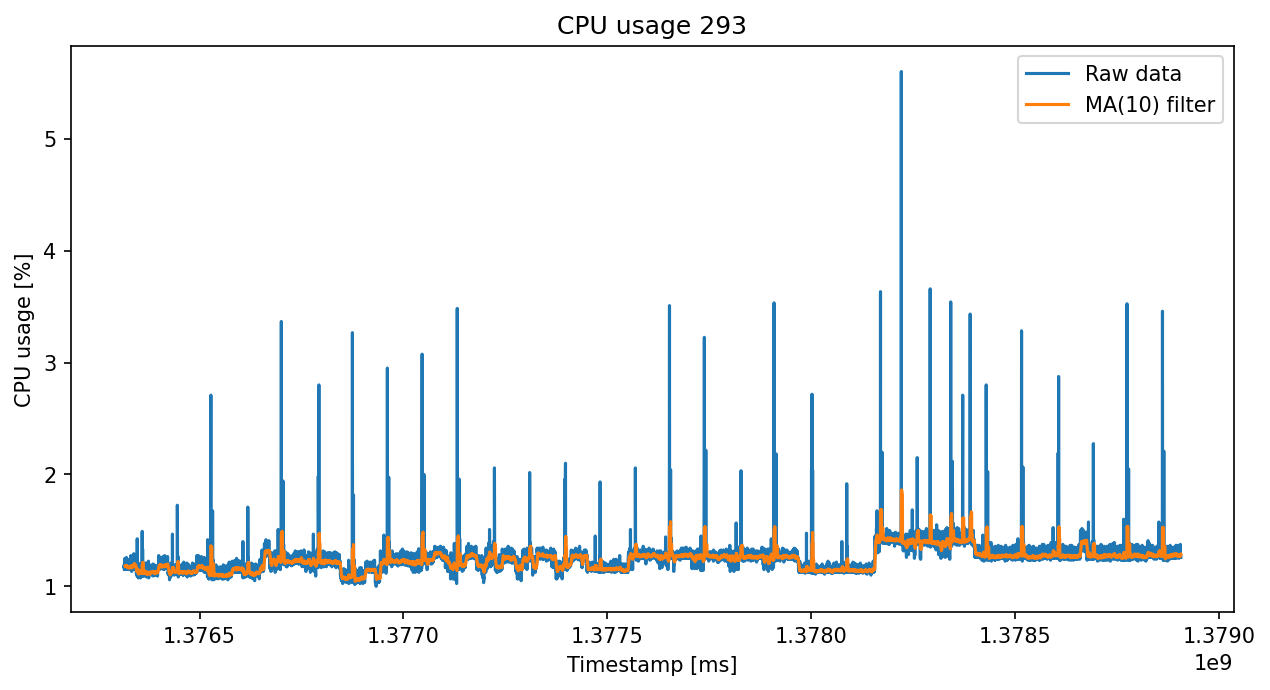 CPU usage 293
Raw data
MA(10) filter
CPU usage [%]
5
4
3
2
1
1.3765
1.3770
1.3775
1.3780
1.3785
1.3790
1e9
Timestamp [ms]